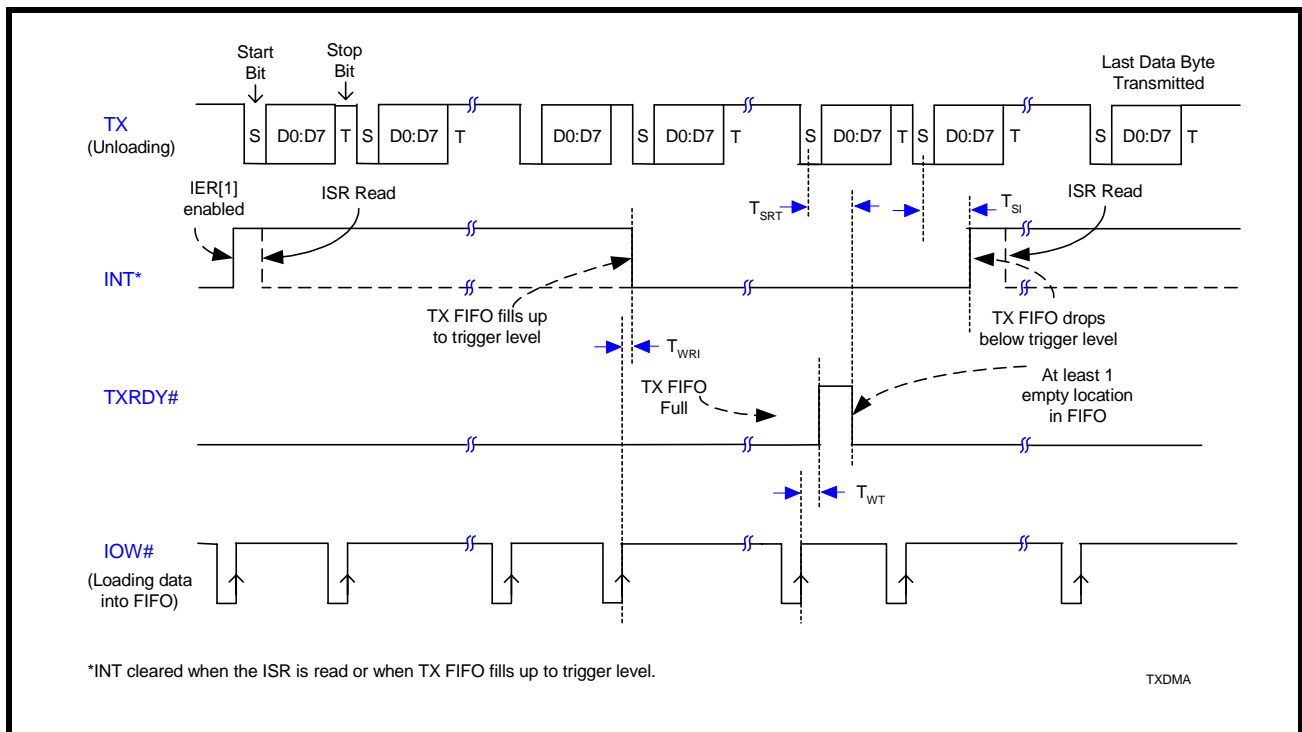 Start
Bit
Stop
Bit
Last Data Byte
Transmitted
TX
(Unloading)
S D0:D7 T S D0:D7 T D0:D7 S D0:D7 T S D0:D7 T S D0:D7 T S D0:D7 T
IER[1]
enabled
ISR Read
TSRT
TSI
ISR Read
INT*
TX FIFO fills up
to trigger level
TX FIFO drops
below trigger level
TWRI
TXRDY#
TX FIFO
Full
At least 1
empty location
in FIFO
TWT
IOW#
(Loading data
into FIFO)
*INT cleared when the ISR is read or when TX FIFO fills up to trigger level.
TXDMA